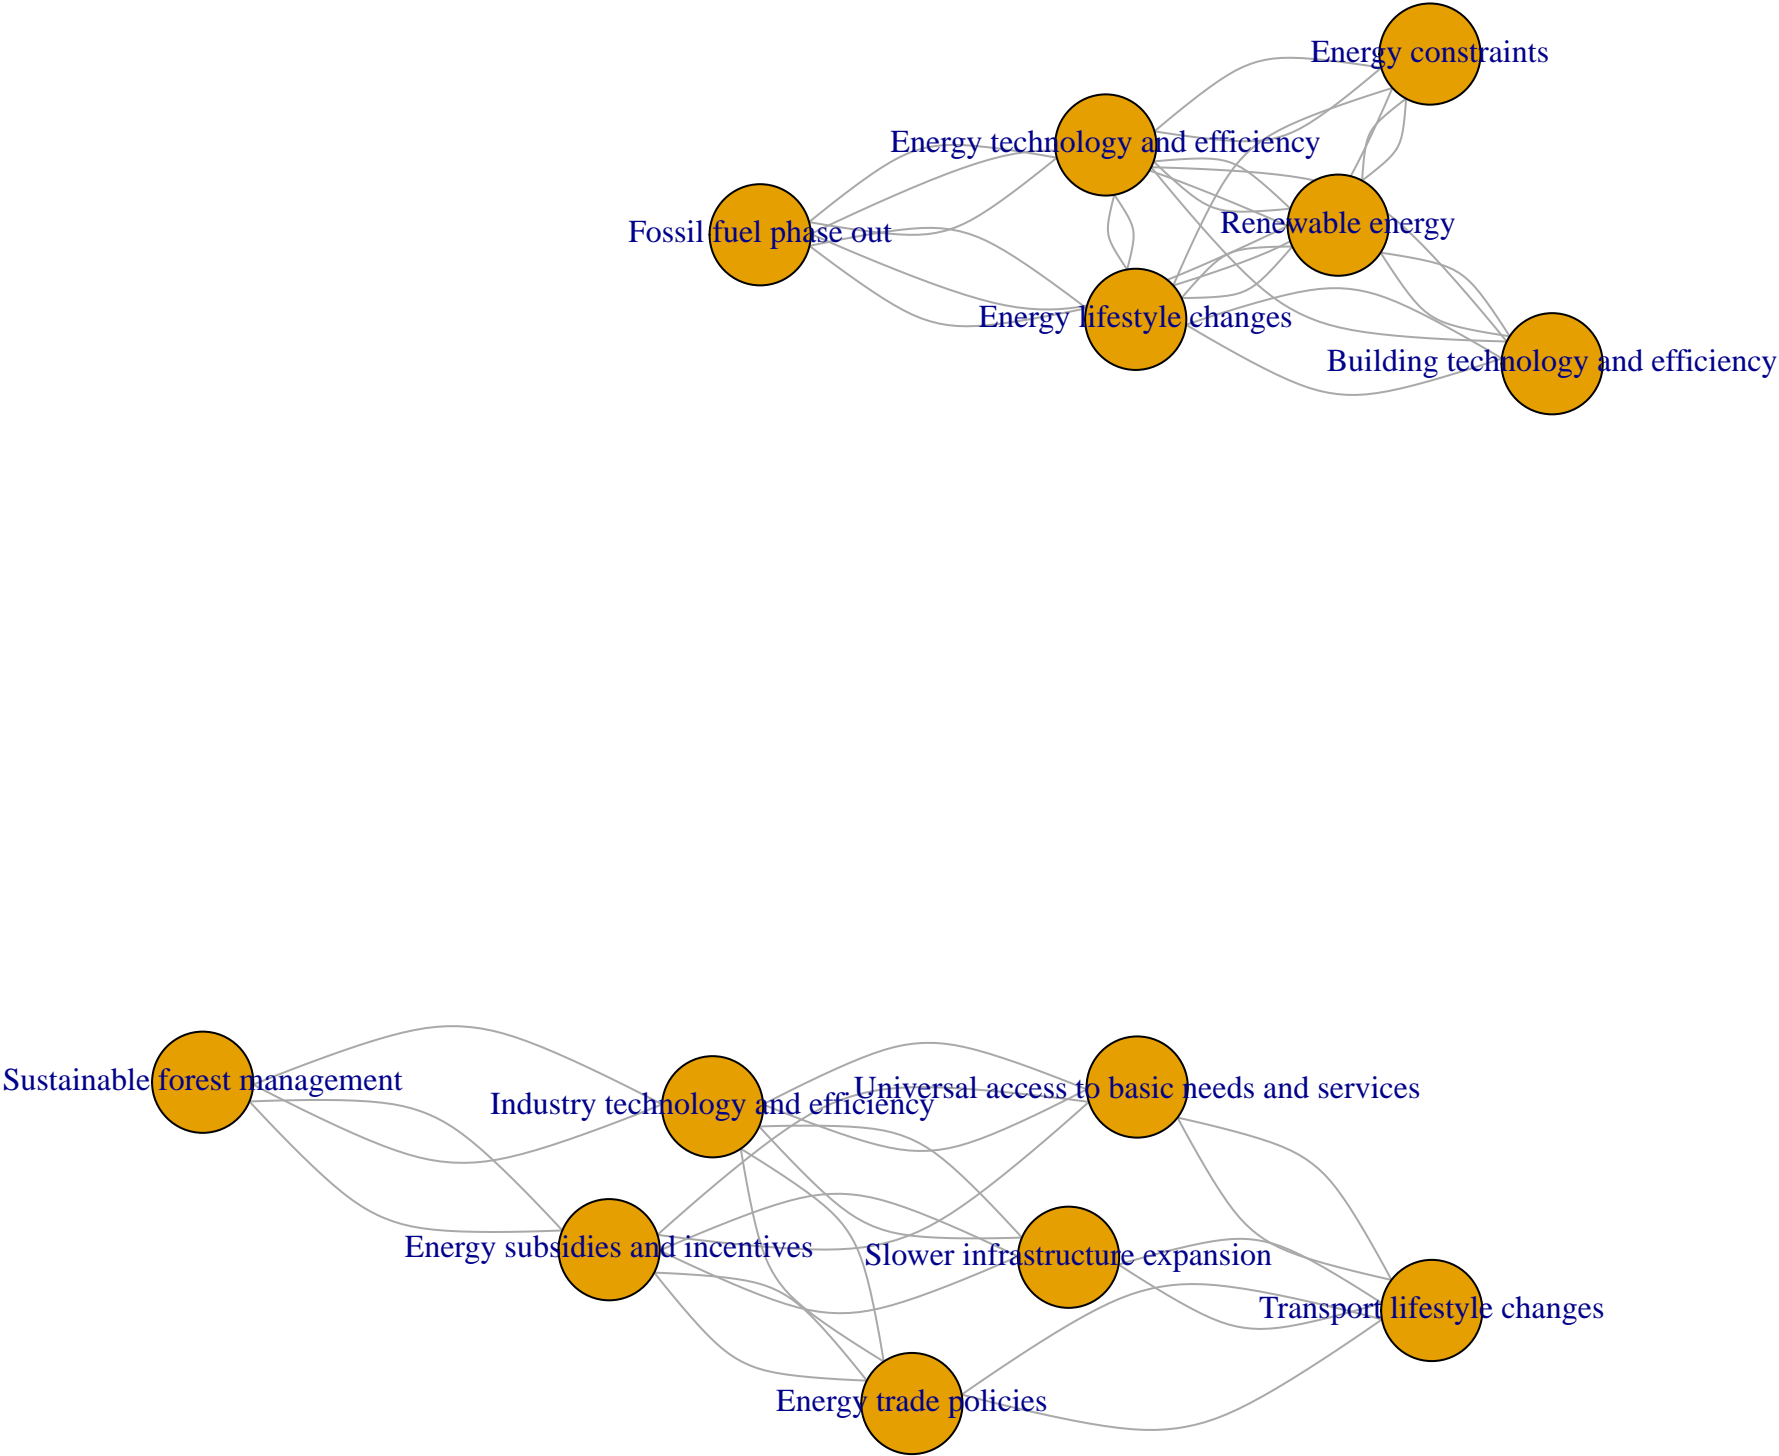 Energy constraints
Energy technology and efficiency
Renewable energy
Fossil fuel phase out
Energy lifestyle changes
Building technology and efficiency
Sustainable forest management
Universal access to basic needs and services
Industry technology and efficiency
Energy subsidies and incentives
Slower infrastructure expansion
Transport lifestyle changes
Energy trade policies